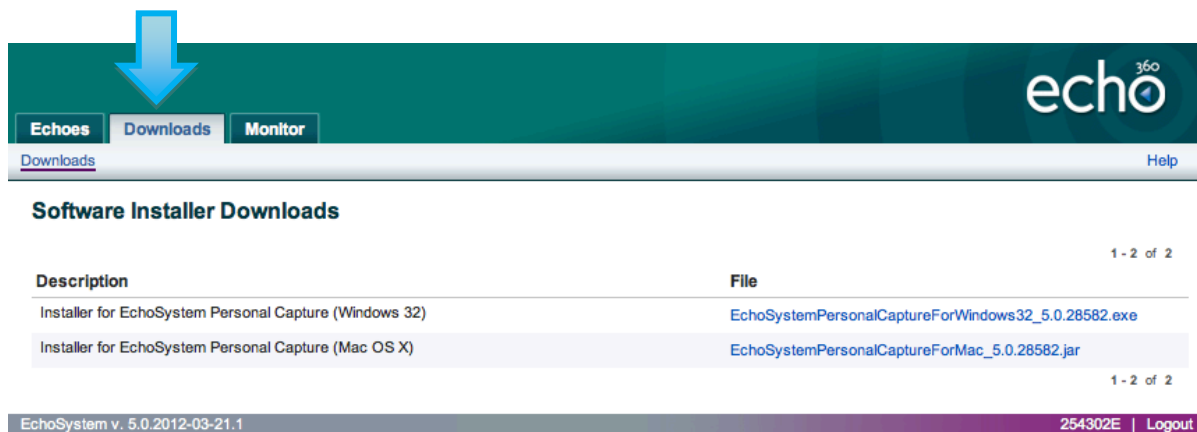 echo360
Echoes Downloads Monitor
Downloads Help
Software Installer Downloads
1 - 2 of 2
Description File
Installer for EchoSystem Personal Capture (Windows 32) EchoSystemPersonalCaptureForWindows32_5.0.28582.exe
Installer for EchoSystem Personal Capture (Mac OS X) EchoSystemPersonalCaptureForMac_5.0.28582.jar
1 - 2 of 2
EchoSystem v. 5.0.2012-03-21.1 254302E | Logout